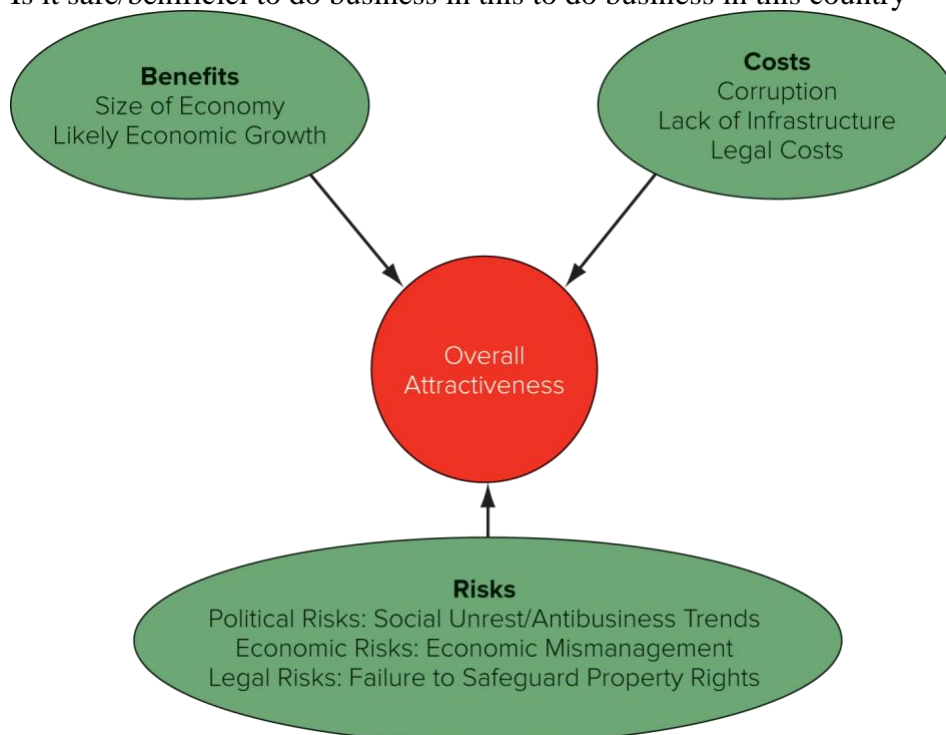 Is it safe/benificiel to do business in this to do business in this country
Benefits
Size of Economy
Likely Economic Growth
Costs
Corruption
Lack of Infrastructure
Legal Costs
Overall
Attractiveness
Risks
Political Risks: Social Unrest/Antibusiness Trends
Economic Risks: Economic Mismanagement
Legal Risks: Failure to Safeguard Property Rights